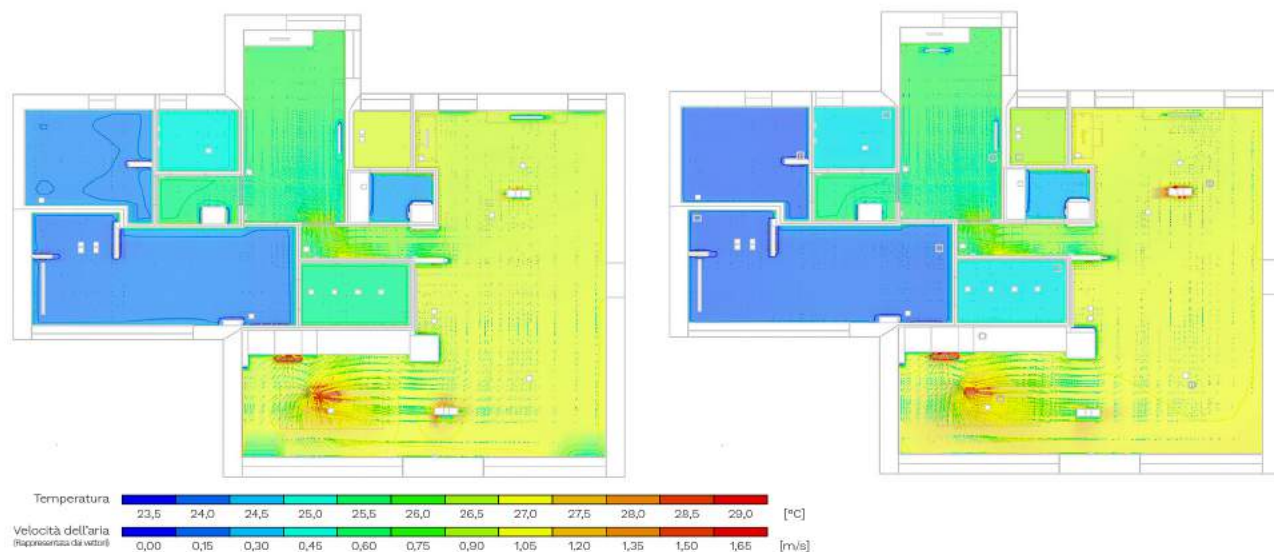 Temperatura
23,5 24,0 24,5 25,0 25,5 26,0 26,5 27,0 27,5 28,0 28,5 29,0 [°C]
Velocità dell'aria
(Rappresentata dai vettori)
0,00 0,15 0,30 0,45 0,60 0,75 0,90 1,05 1,20 1,35 1,50 1,65 [m/s]